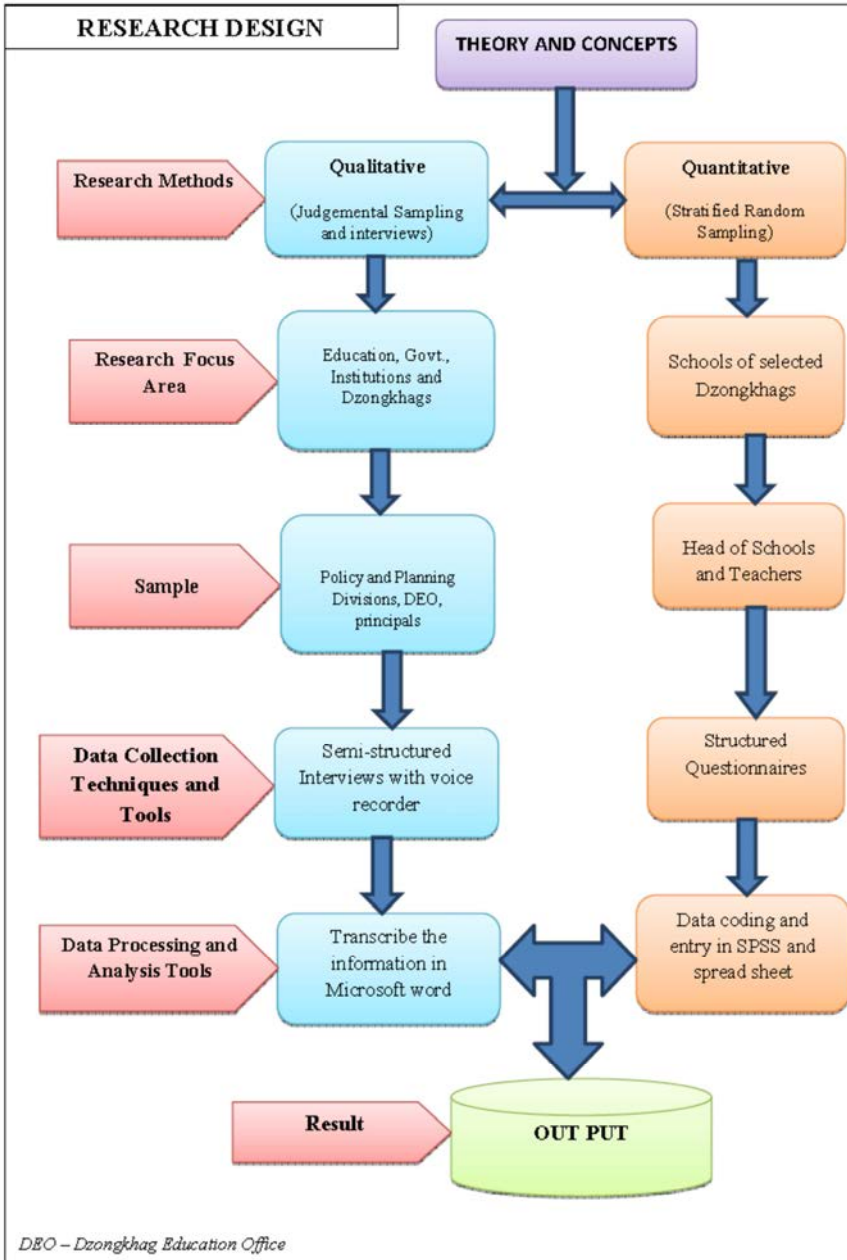 RESEARCH DESIGN
THEORY AND CONCEPTS
Research Methods
Qualitative
(Judgemental Sampling
and interviews)
Quantitative
(Stratified Random
Sampling)
Research Focus
Area
Education, Govt.,
Institutions and
Dzongkhags
Schools of selected
Dzongkhags
Sample
Policy and Planning
Divisions, DEO,
principals
Head of Schools
and Teachers
Data Collection
Techniques and
Tools
Semi-structured
Interviews with voice
recorder
Structured
Questionnaires
Data Processing and
Analysis Tools
Transcribe the
information in
Microsoft word
Data coding and
entry in SPSS and
spread sheet
Result
OUT PUT
DEO – Dzongkhag Education Office